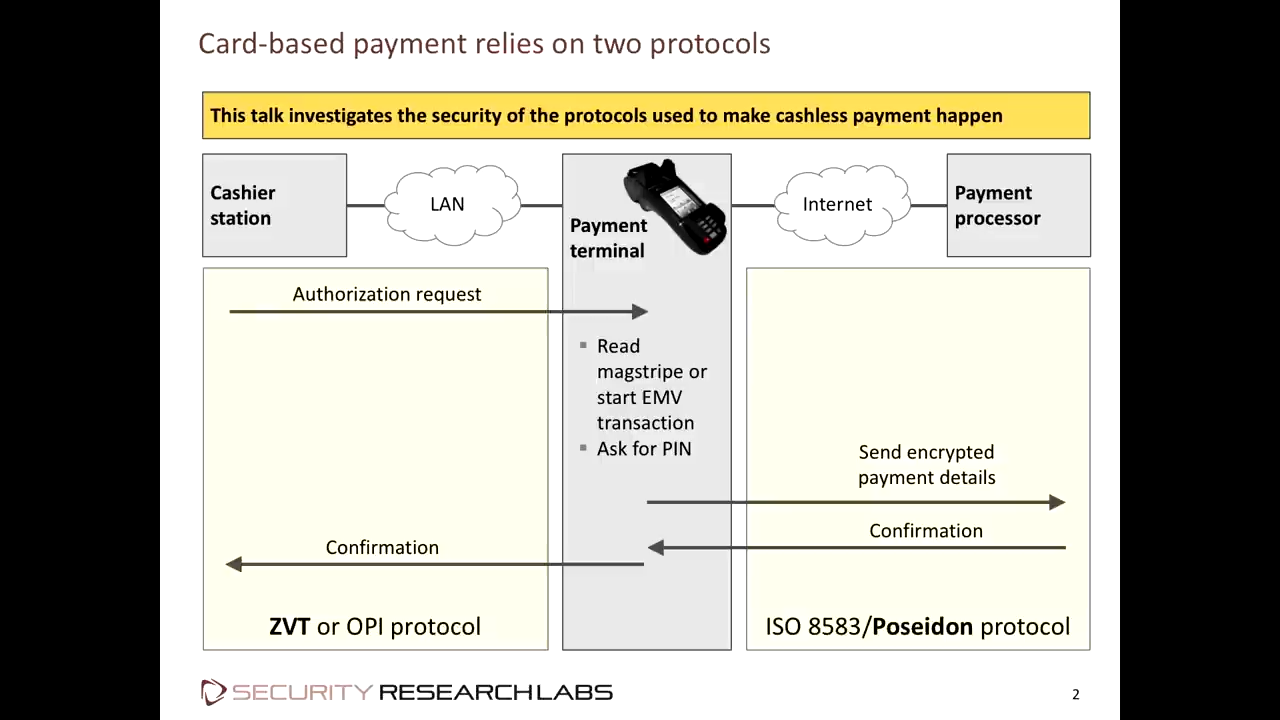 Card-based payment relies on two protocols
This talk investigates the security of the protocols used to make cashless payment happen
Cashier
station
LAN
Payment
terminal
Internet
Payment
processor
Authorization request
▪ Read
magstripe or
start EMV
transaction
▪ Ask for PIN
Send encrypted
payment details
Confirmation
Confirmation
ZVT or OPI protocol
ISO 8583/Poseidon protocol
SECURITY RESEARCH LABS
2